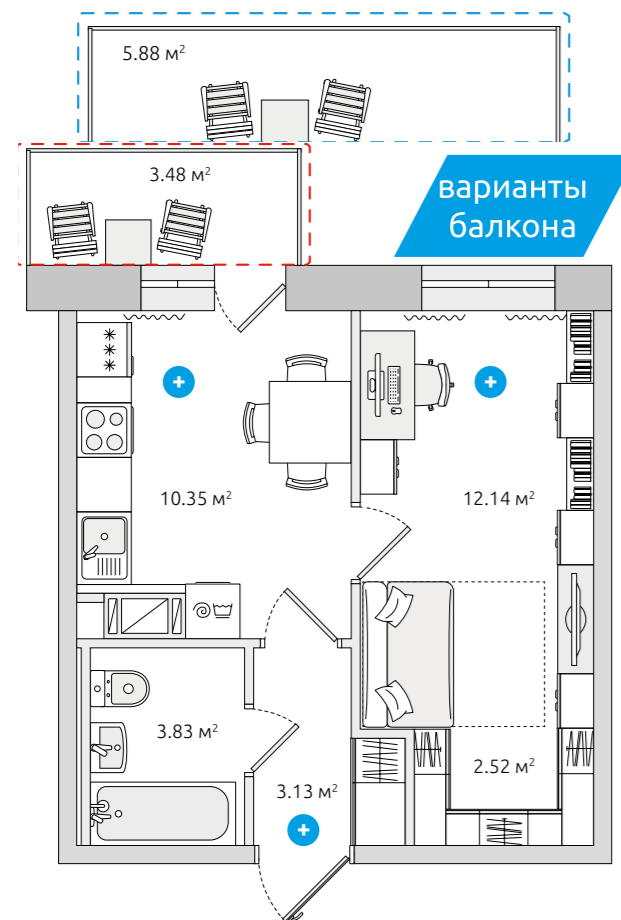 5.88 м²
3.48 м²
варианты
балкона
10.35 м²
12.14 м²
3.83 м²
2.52 м²
3.13 м²